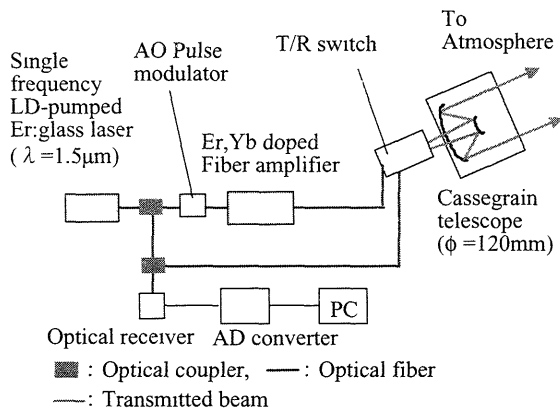 Single
frequency
LD-pumped
Er:glass laser
( λ =1.5μm)
AO Pulse
modulator
Er,Yb doped
Fiber amplifier
T/R switch
To
Atmosphere
Cassegrain
telescope
(ϕ =120mm)
PC
Optical receiver AD converter
: Optical coupler, : Optical fiber
: Transmitted beam